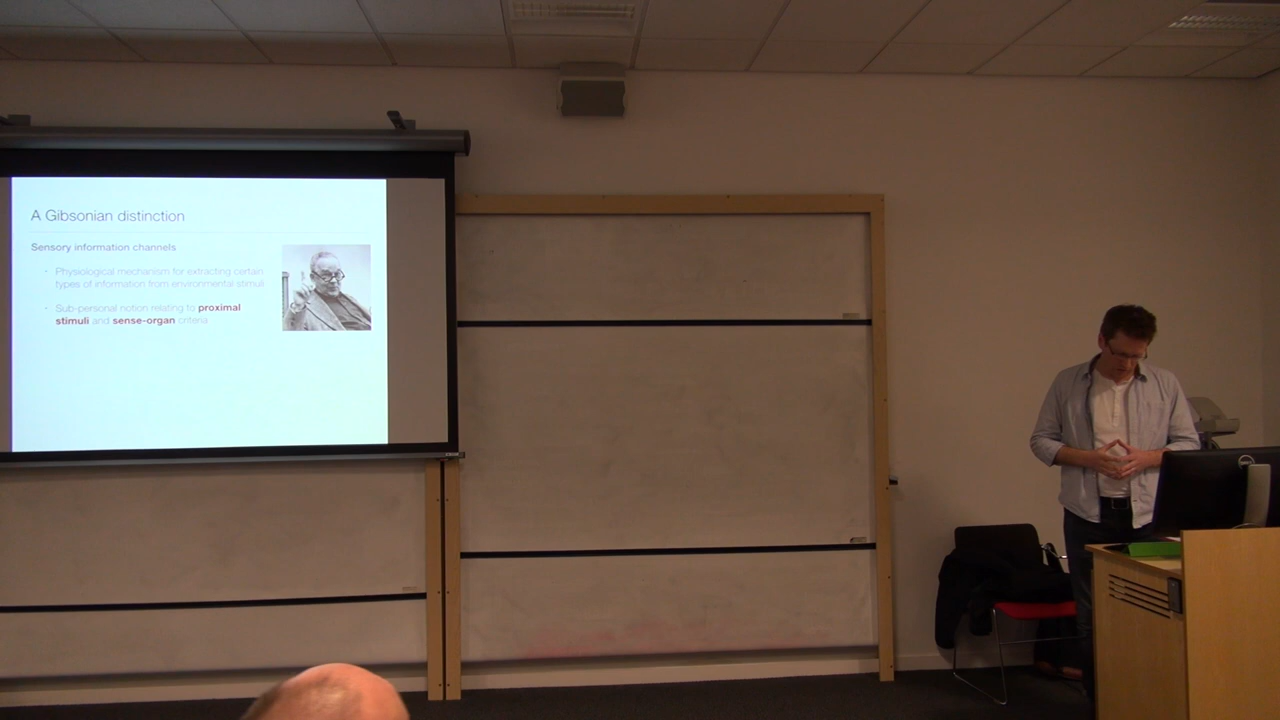 A Gibsonian distinction
Sensory information channels
· Physiological mechanism for extracting certain
types of information from environmental stimuli
· Sub-personal notion relating to proximal
stimuli and sense-organ criteria